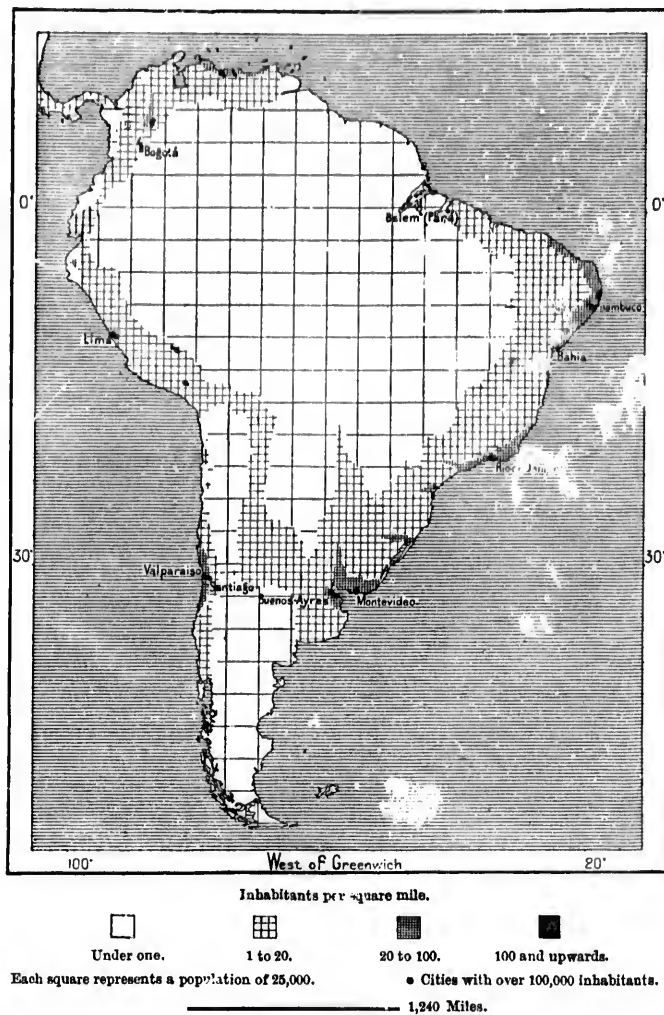 Bogotá
0°
0°
Belem (Pará)
Lima
Bahia
30°
30°
Valparaiso
Santiago
Buenos Ayres
Montevideo
100°
West of Greenwich
20°
Inhabitants per square mile.
Under one.
1 to 20.
20 to 100.
100 and upwards.
Each square represents a population of 25,000.
• Cities with over 100,000 inhabitants.
1,240 Miles.